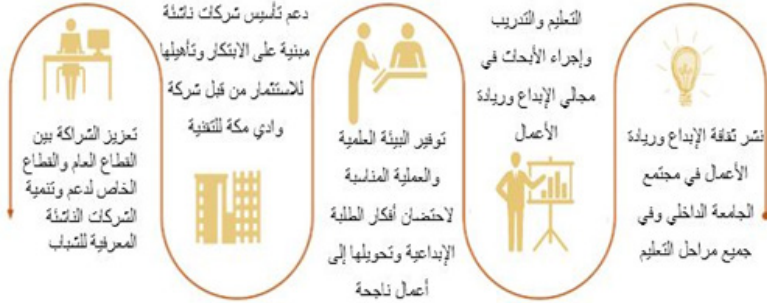 نشر ثقافة الإبداع وريادة
الأعمال في مجتمع
الجامعة الداخلي وفي
جميع مراحل التعليم
التعليم والتدريب
وإجراء الأبحاث في
مجالي الإبداع وريادة
الأعمال
توفير البيئة العلمية
والعملية المناسبة
لاحتضان أفكار الطلبة
الإبداعية وتحويلها إلى
أعمال ناجحة
دعم تأسيس شركات ناشئة
مبنية على الابتكار وتأهيلها
للاستثمار من قبل شركة
وادي مكة للتقنية
تعزيز الشراكة بين
القطاع العام والقطاع
الخاص لدعم وتنمية
الشركات الناشئة
المعرفية للشباب